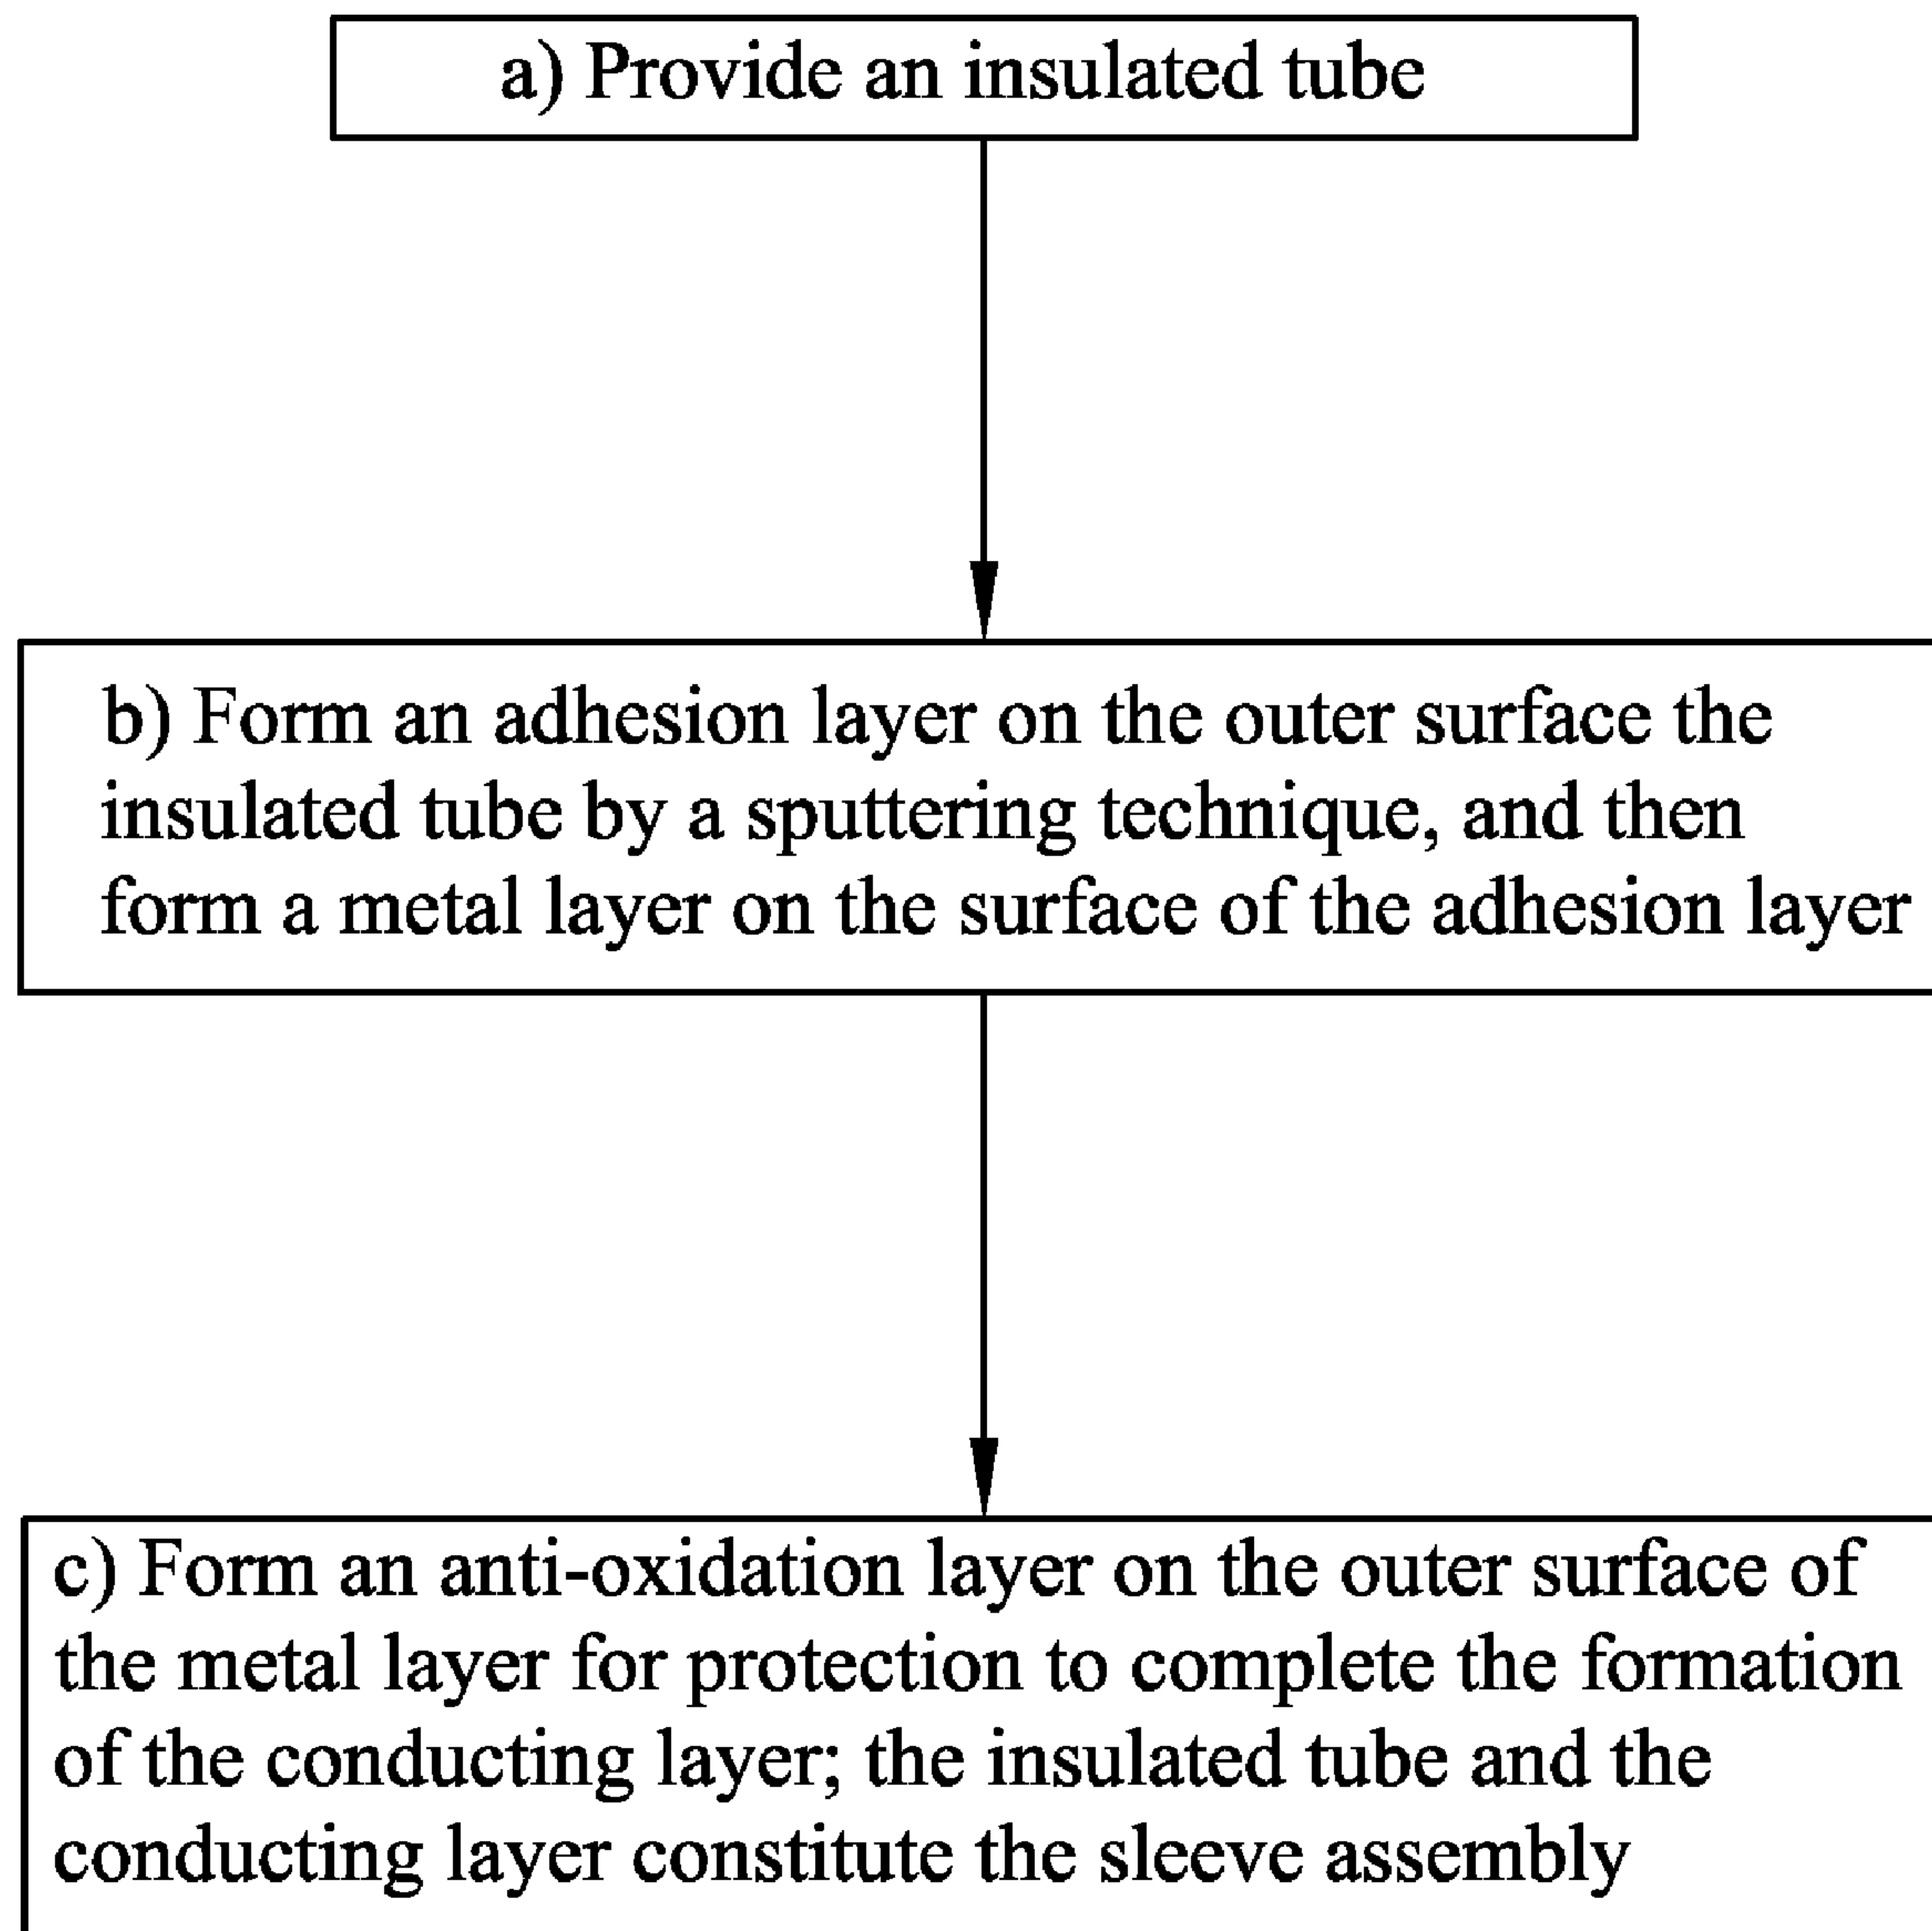 a) Provide an insulated tube
b) Form an adhesion layer on the outer surface the
insulated tube by a sputtering technique, and then
form a metal layer on the surface of the adhesion layer
c) Form an anti-oxidation layer on the outer surface of
the metal layer for protection to complete the formation
of the conducting layer; the insulated tube and the
conducting layer constitute the sleeve assembly